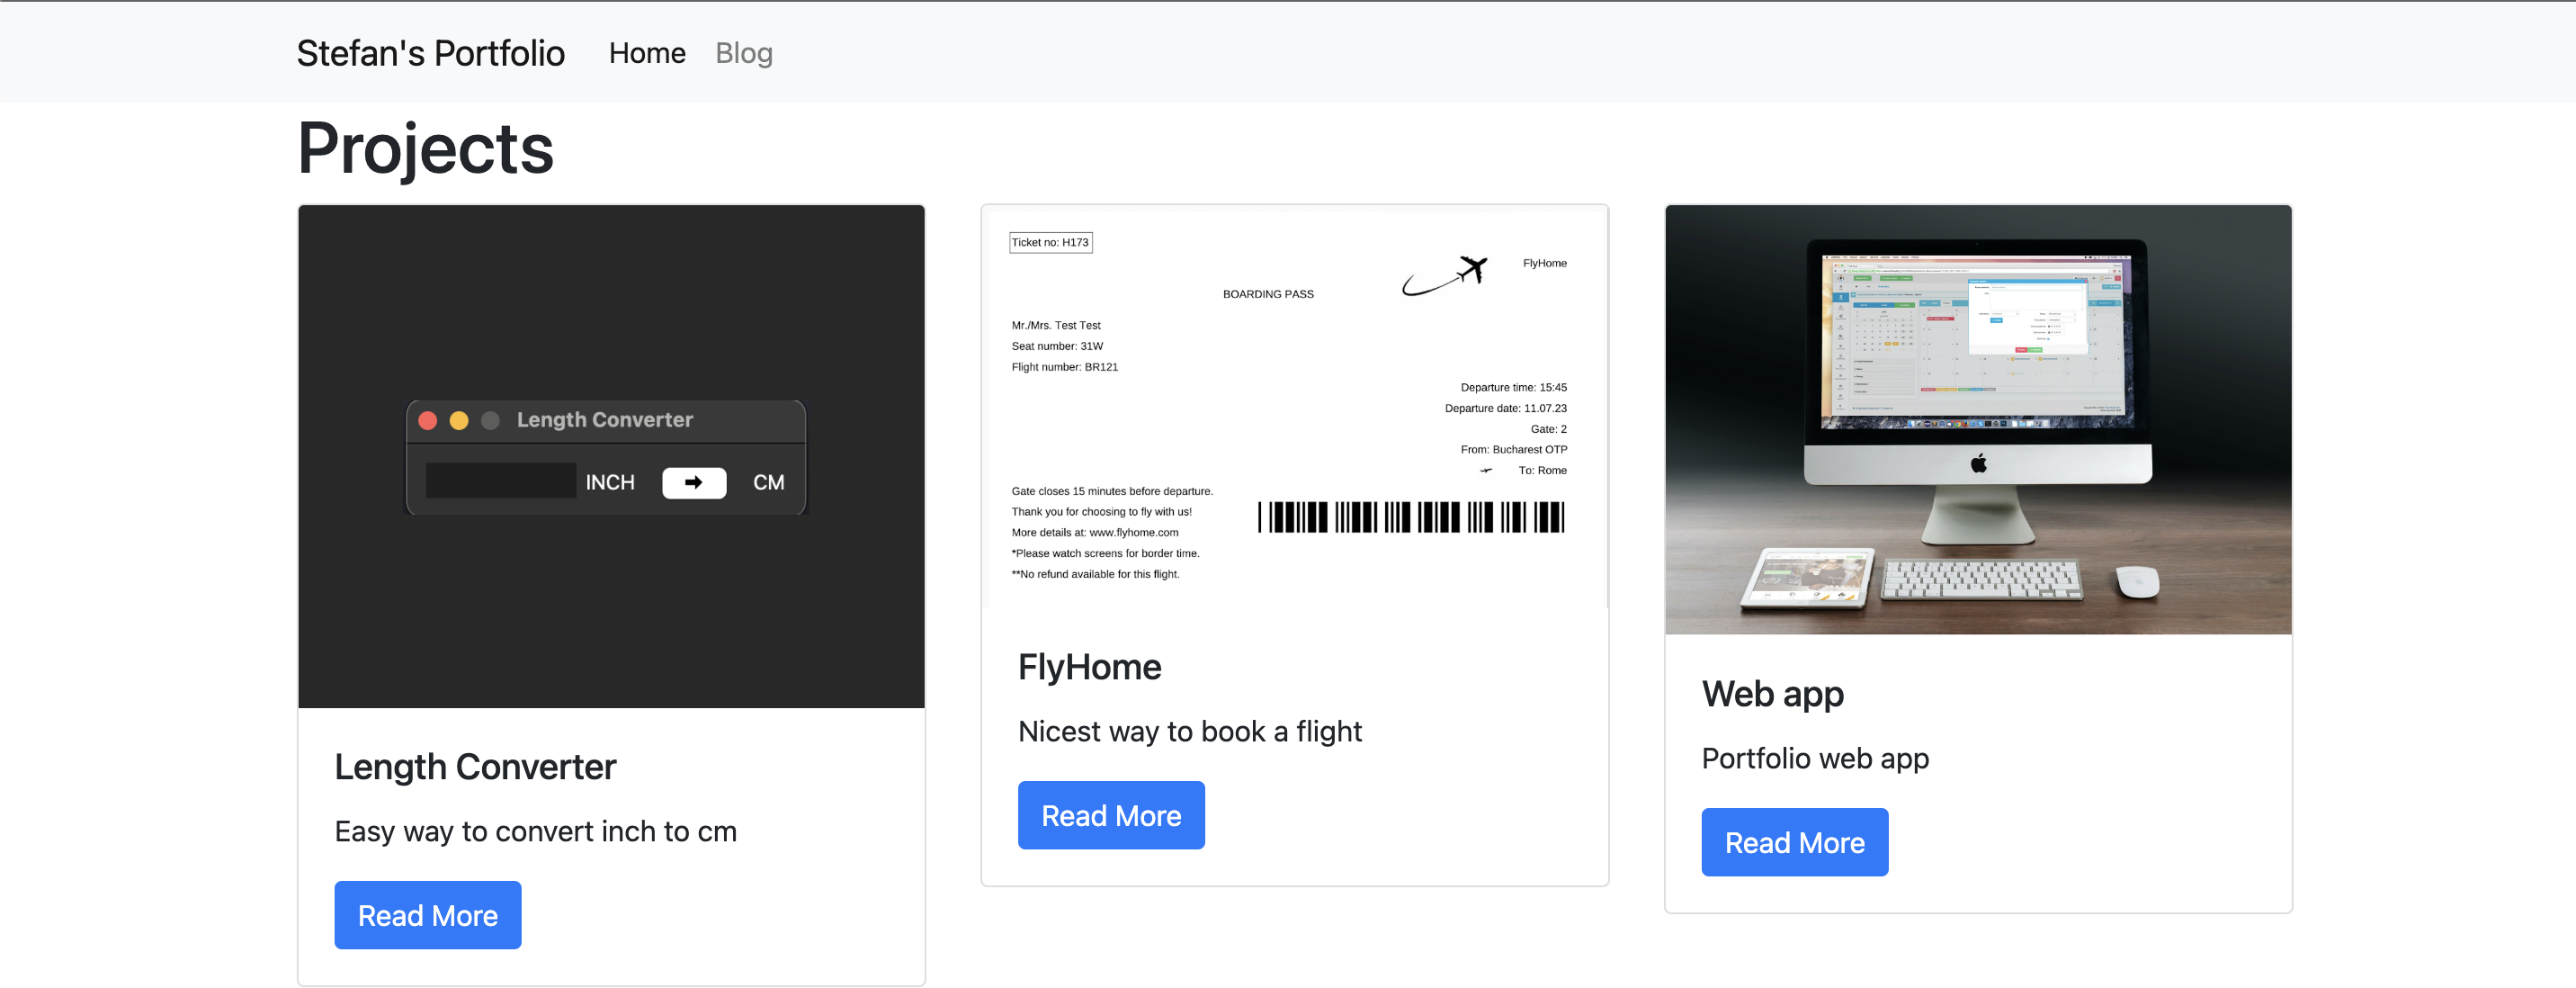 Stefan's Portfolio Home Blog
Projects
Length Converter
INCH CM
Length Converter
Easy way to convert inch to cm
Read More
Ticket no: H173
FlyHome
BOARDING PASS
Mr./Mrs. Test Test
Seat number: 31W
Flight number: BR121
Departure time: 15:45
Departure date: 11.07.23
Gate: 2
From: Bucharest OTP
To: Rome
Gate closes 15 minutes before departure.
Thank you for choosing to fly with us!
More details at: www.flyhome.com
*Please watch screens for border time.
**No refund available for this flight.
FlyHome
Nicest way to book a flight
Read More
Web app
Portfolio web app
Read More